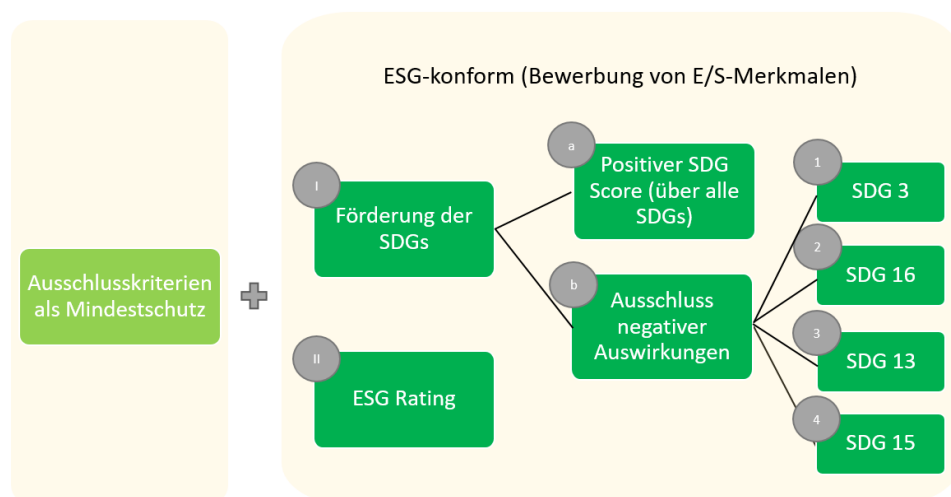 ESG-konform (Bewerbung von E/S-Merkmalen)
Ausschlusskriterien
als Mindestschutz
I
Förderung der
SDGs
II
ESG Rating
a
Positiver SDG
Score (über alle
SDGs)
b
Ausschluss
negativer
Auswirkungen
1
SDG 3
2
SDG 16
3
SDG 13
4
SDG 15